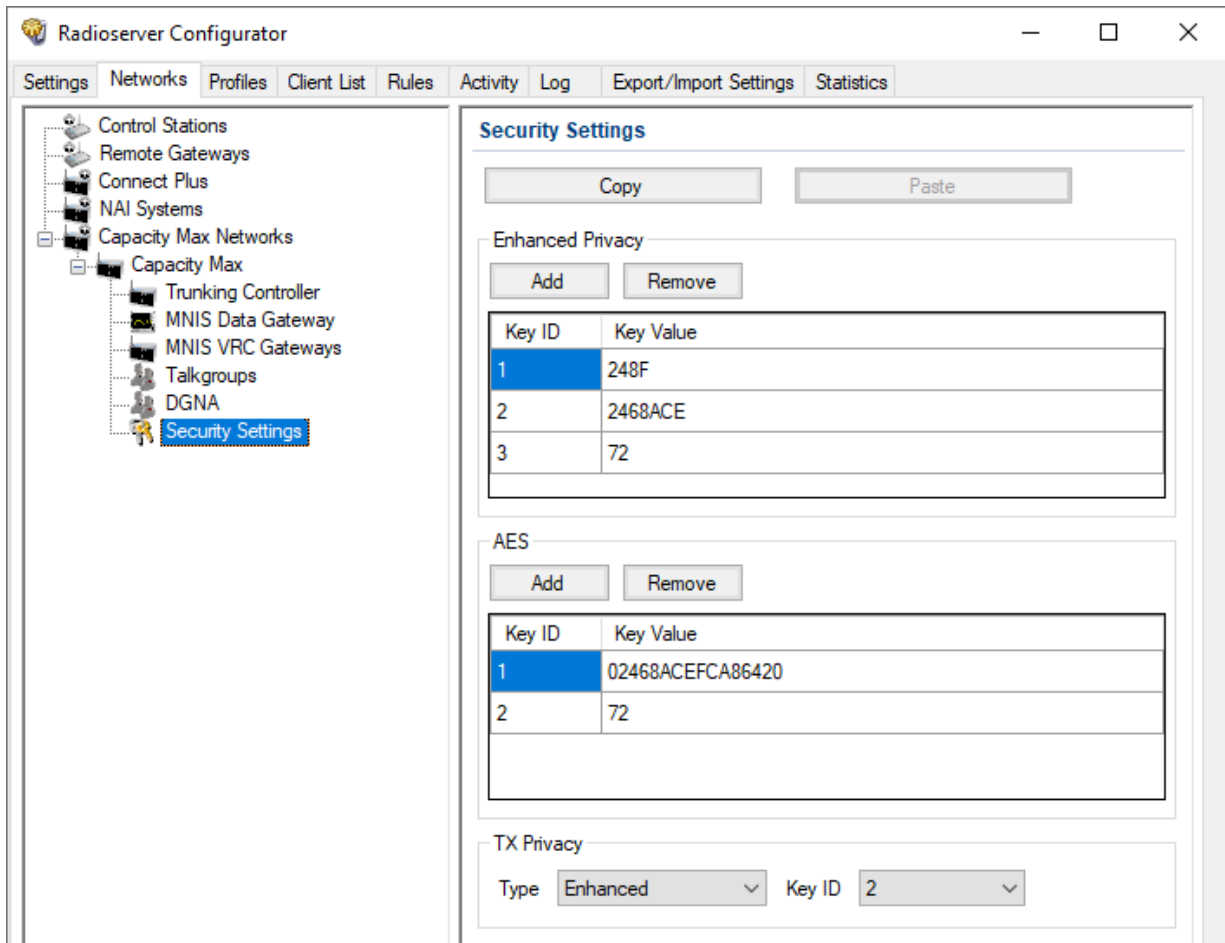 Radioserver Configurator
Settings Networks Profiles Client List Rules Activity Log Export/Import Settings Statistics
Control Stations
Remote Gateways
Connect Plus
NAI Systems
Capacity Max Networks
Capacity Max
Trunking Controller
MNIS Data Gateway
MNIS VRC Gateways
Talkgroups
DGNA
Security Settings
Security Settings
Copy Paste
Enhanced Privacy
Add Remove
Key ID Key Value
1 248F
2 2468ACE
3 72
AES
Add Remove
Key ID Key Value
1 02468ACEFCA86420
2 72
TX Privacy
Type Enhanced Key ID 2